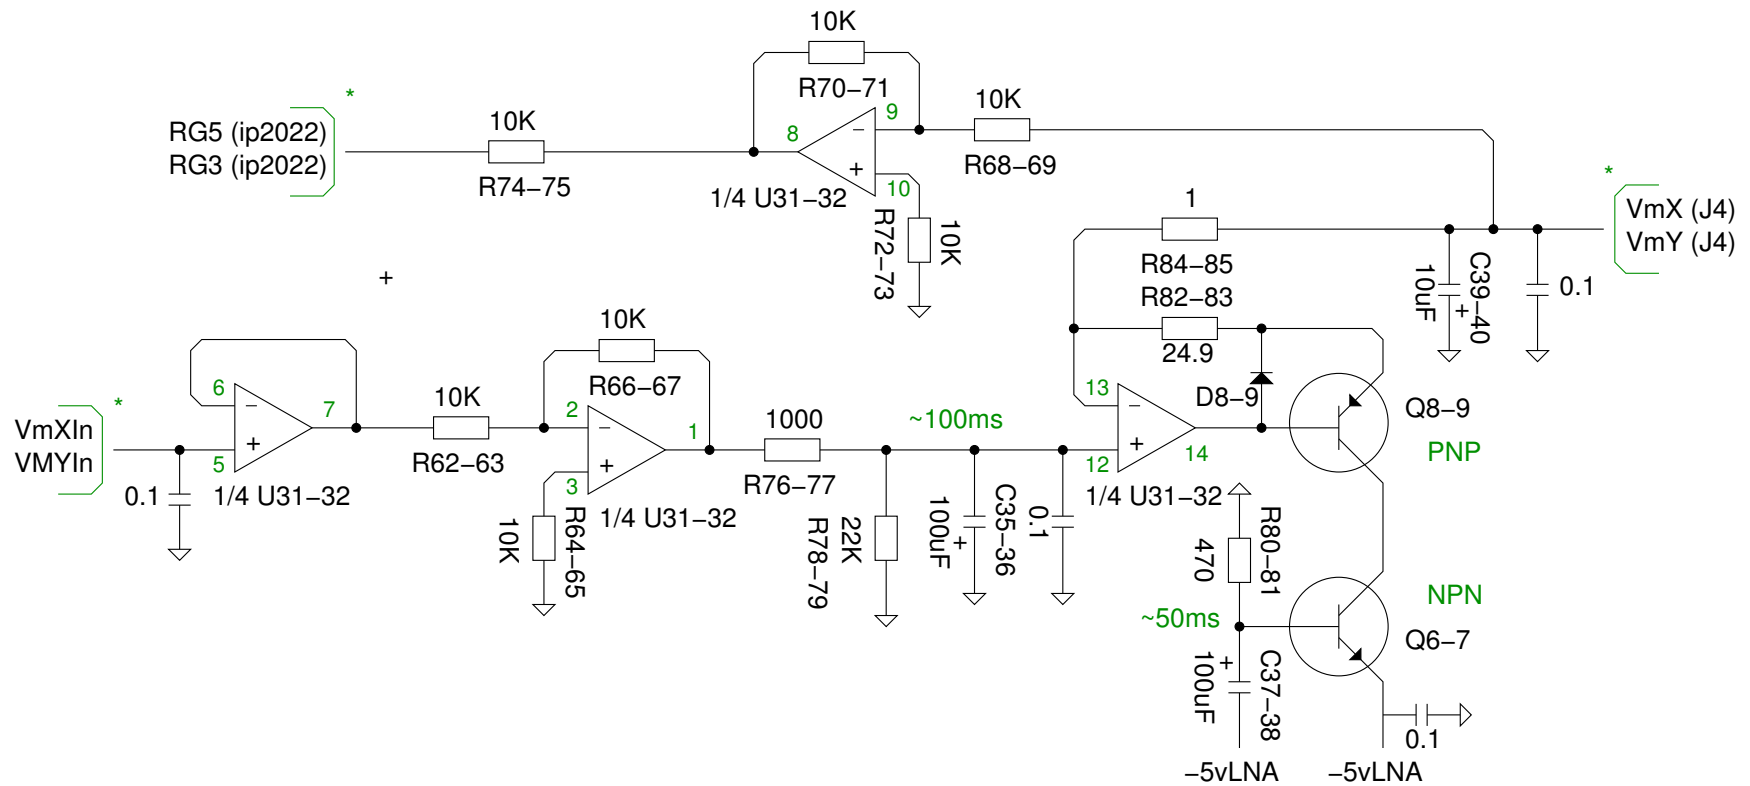 10K
R70−71
*
RG5 (ip2022)
RG3 (ip2022)
10K
R74−75
8
9
−
+
10
1/4 U31−32
10K
R68−69
R72−73
10K
*
VmX (J4)
VmY (J4)
1
R84−85
R82−83
24.9
10uF
+
C39−40
0.1
+
*
VmXIn
VMYIn
0.1
6
5
−
+
7
1/4 U31−32
10K
R62−63
10K
R66−67
2
3
−
+
1
1/4 U31−32
10K
R64−65
1000
R76−77
22K
R78−79
~100ms
100uF
+
C35−36
0.1
13
12
−
+
14
1/4 U31−32
D8−9
Q8−9
PNP
R80−81
470
~50ms
100uF
+
C37−38
NPN
Q6−7
0.1
−5vLNA
−5vLNA